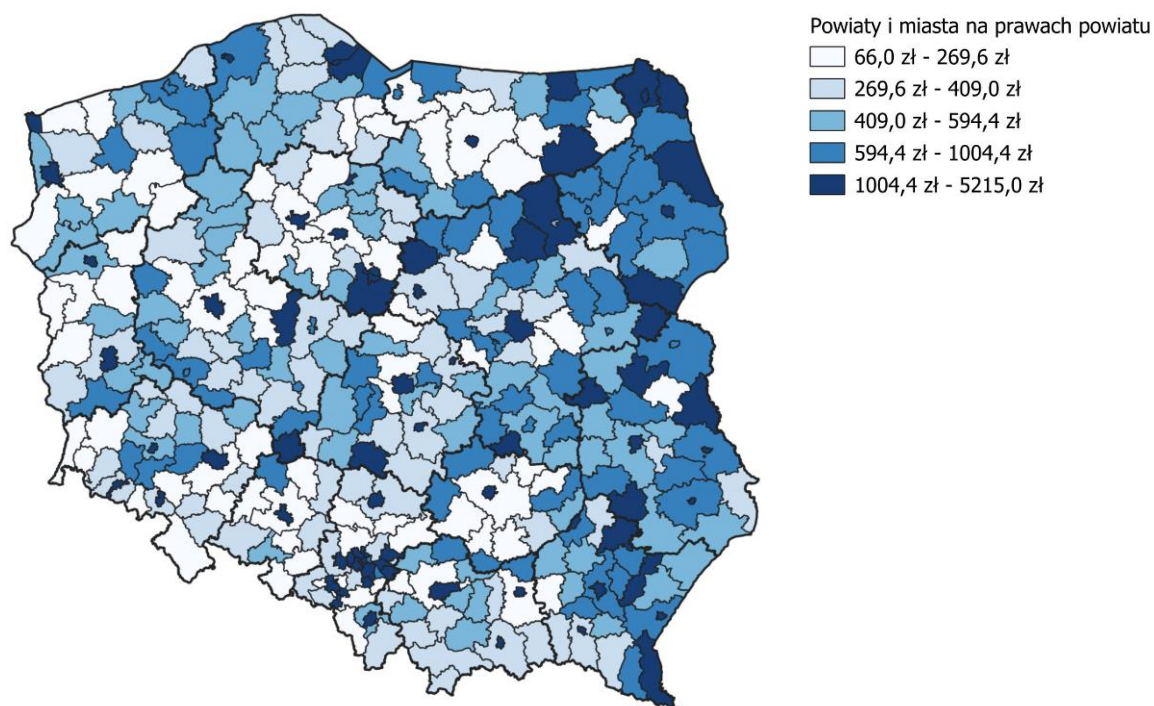 Powiaty i miasta na prawach powiatu
66,0 zł - 269,6 zł
269,6 zł - 409,0 zł
409,0 zł - 594,4 zł
594,4 zł - 1004,4 zł
1004,4 zł - 5215,0 zł